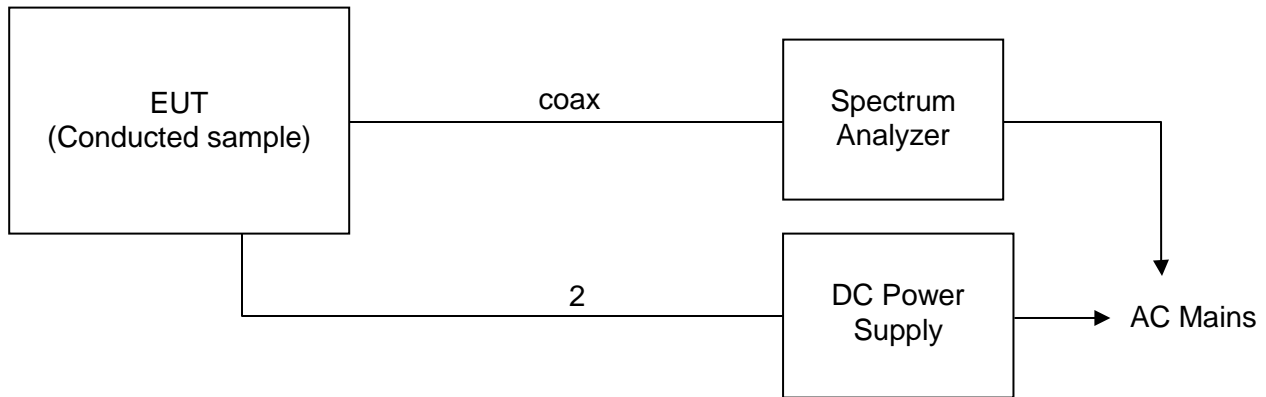 EUT
(Conducted sample)
coax
Spectrum
Analyzer
2
DC Power
Supply
AC Mains